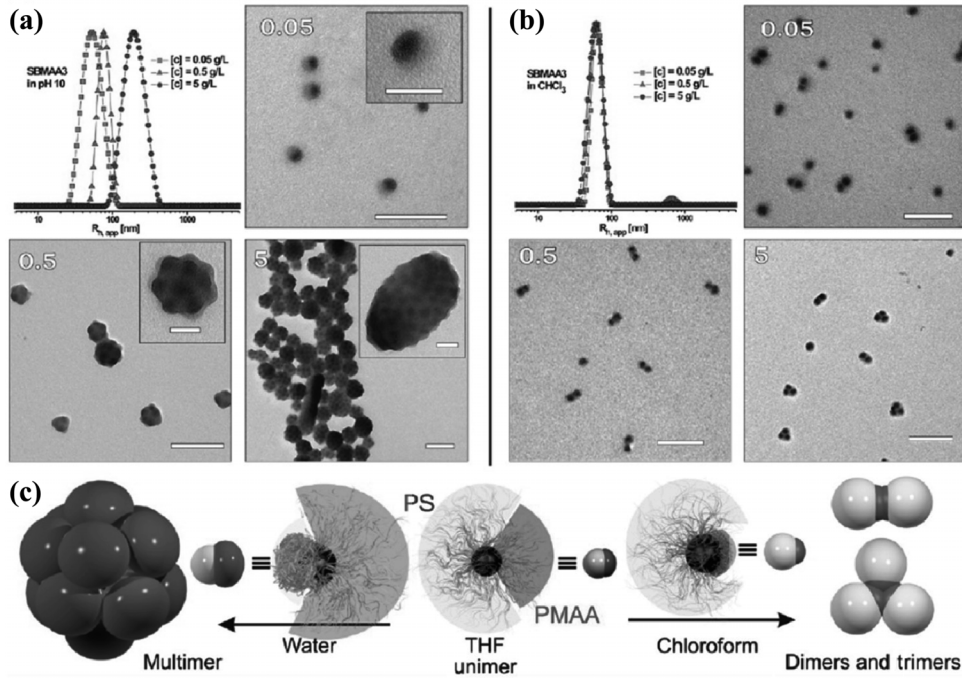 (a)
SBMAA3
in pH 10
[c] = 0.05 g/L
[c] = 0.5 g/L
[c] = 5 g/L
10 100 1000
R h, app [nm]
0.05
0.5
5
(b)
SBMAA3
in CHCl3
[c] = 0.05 g/L
[c] = 0.5 g/L
[c] = 5 g/L
10 100 1000
R h, app [nm]
0.05
0.5
5
(c)
PS
PMAA
Multimer
Water
THF
unimer
Chloroform
Dimers and trimers